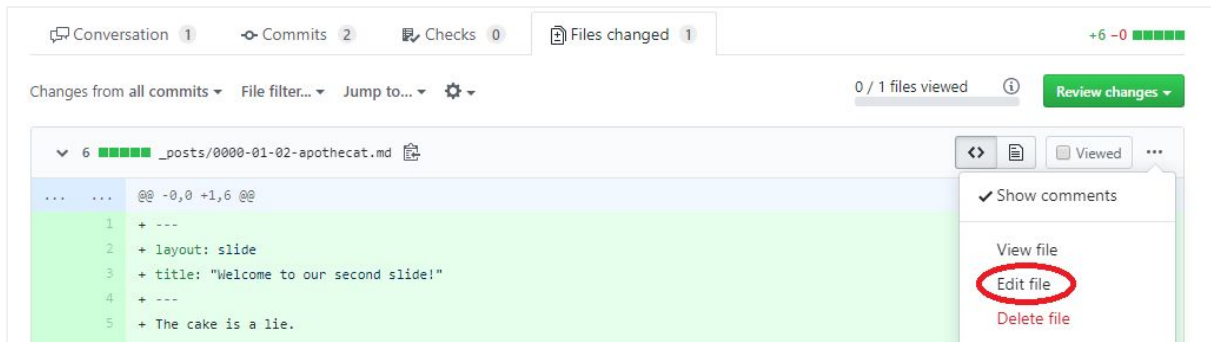 Conversation 1 Commits 2 Checks 0 Files changed 1 +6 −0
Changes from all commits File filter... Jump to... 0 / 1 files viewed Review changes
6 _posts/0000-01-02-apothecat.md <> Viewed ...
... ... @@ -0,0 +1,6 @@
Show comments
1 + ---
2 + layout: slide
3 + title: "Welcome to our second slide!"
4 + ---
5 + The cake is a lie.
View file
Edit file
Delete file